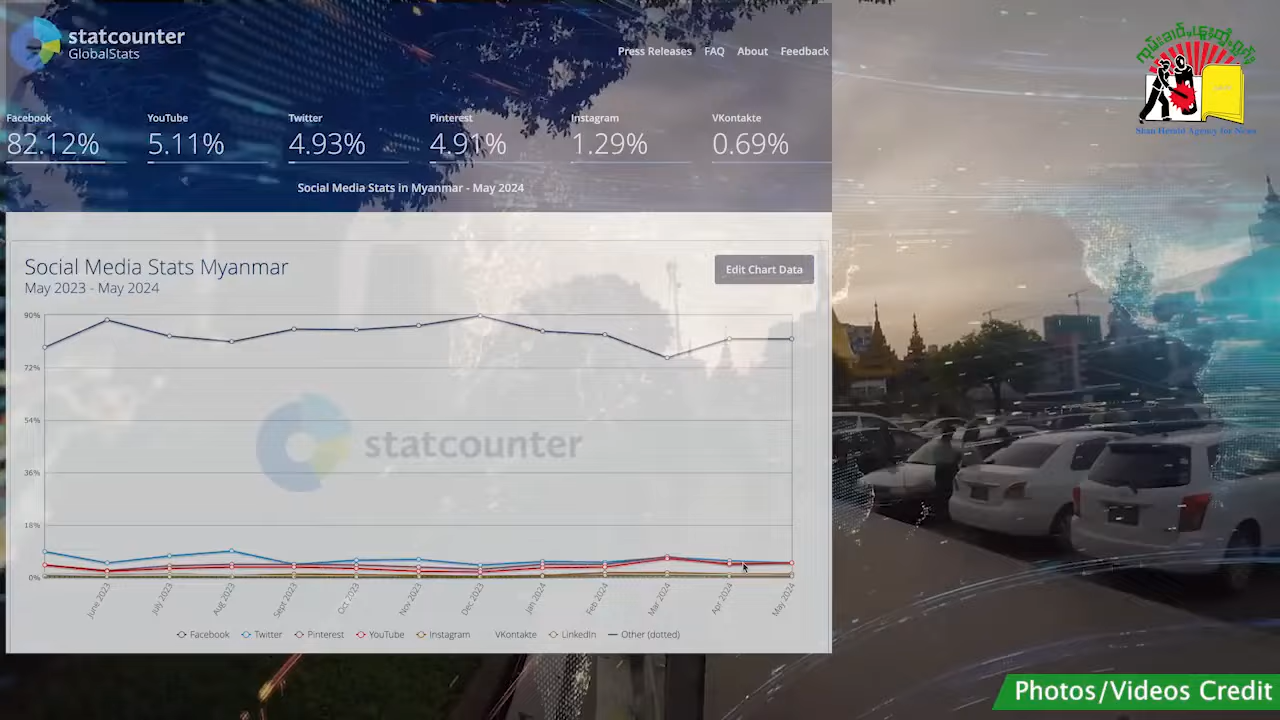 statcounter
GlobalStats
Press Releases FAQ About Feedback
Facebook YouTube Twitter Pinterest Instagram VKontakte
82.12% 5.11% 4.93% 4.91% 1.29% 0.69%
Social Media Stats in Myanmar - May 2024
Shan Herald Agency for News
Social Media Stats Myanmar
May 2023 - May 2024
Edit Chart Data
90%
72%
54%
36%
18%
0%
statcounter
June 2023 July 2023 Aug 2023 Sept 2023 Oct 2023 Nov 2023 Dec 2023 Jan 2024 Feb 2024 Mar 2024 Apr 2024 May 2024
Facebook Twitter Pinterest YouTube Instagram VKontakte LinkedIn Other (dotted)
Photos/Videos Credit